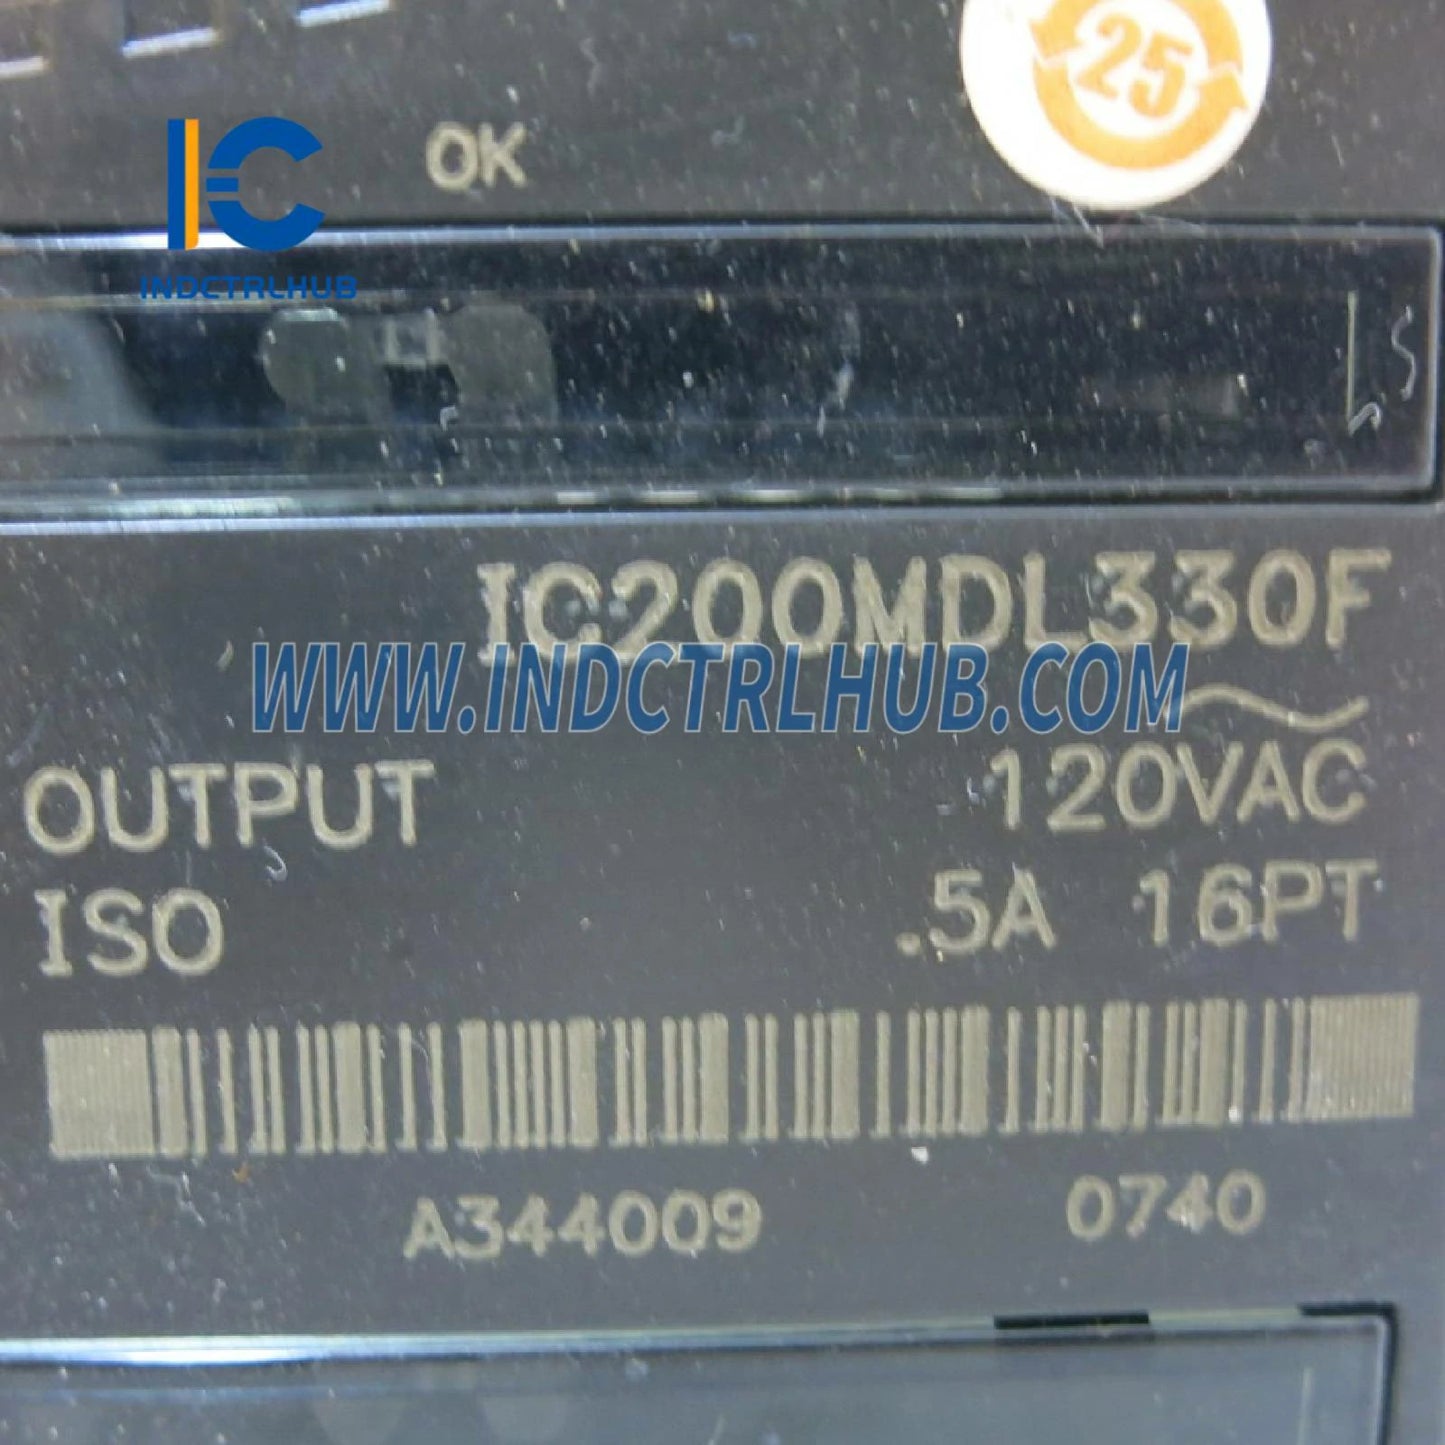 25
OK
INDCTRLHUB
IC200MDL330F
WWW.INDCTRLHUB.COM
OUTPUT 120VAC
ISO .5A 16PT
A344009 0740